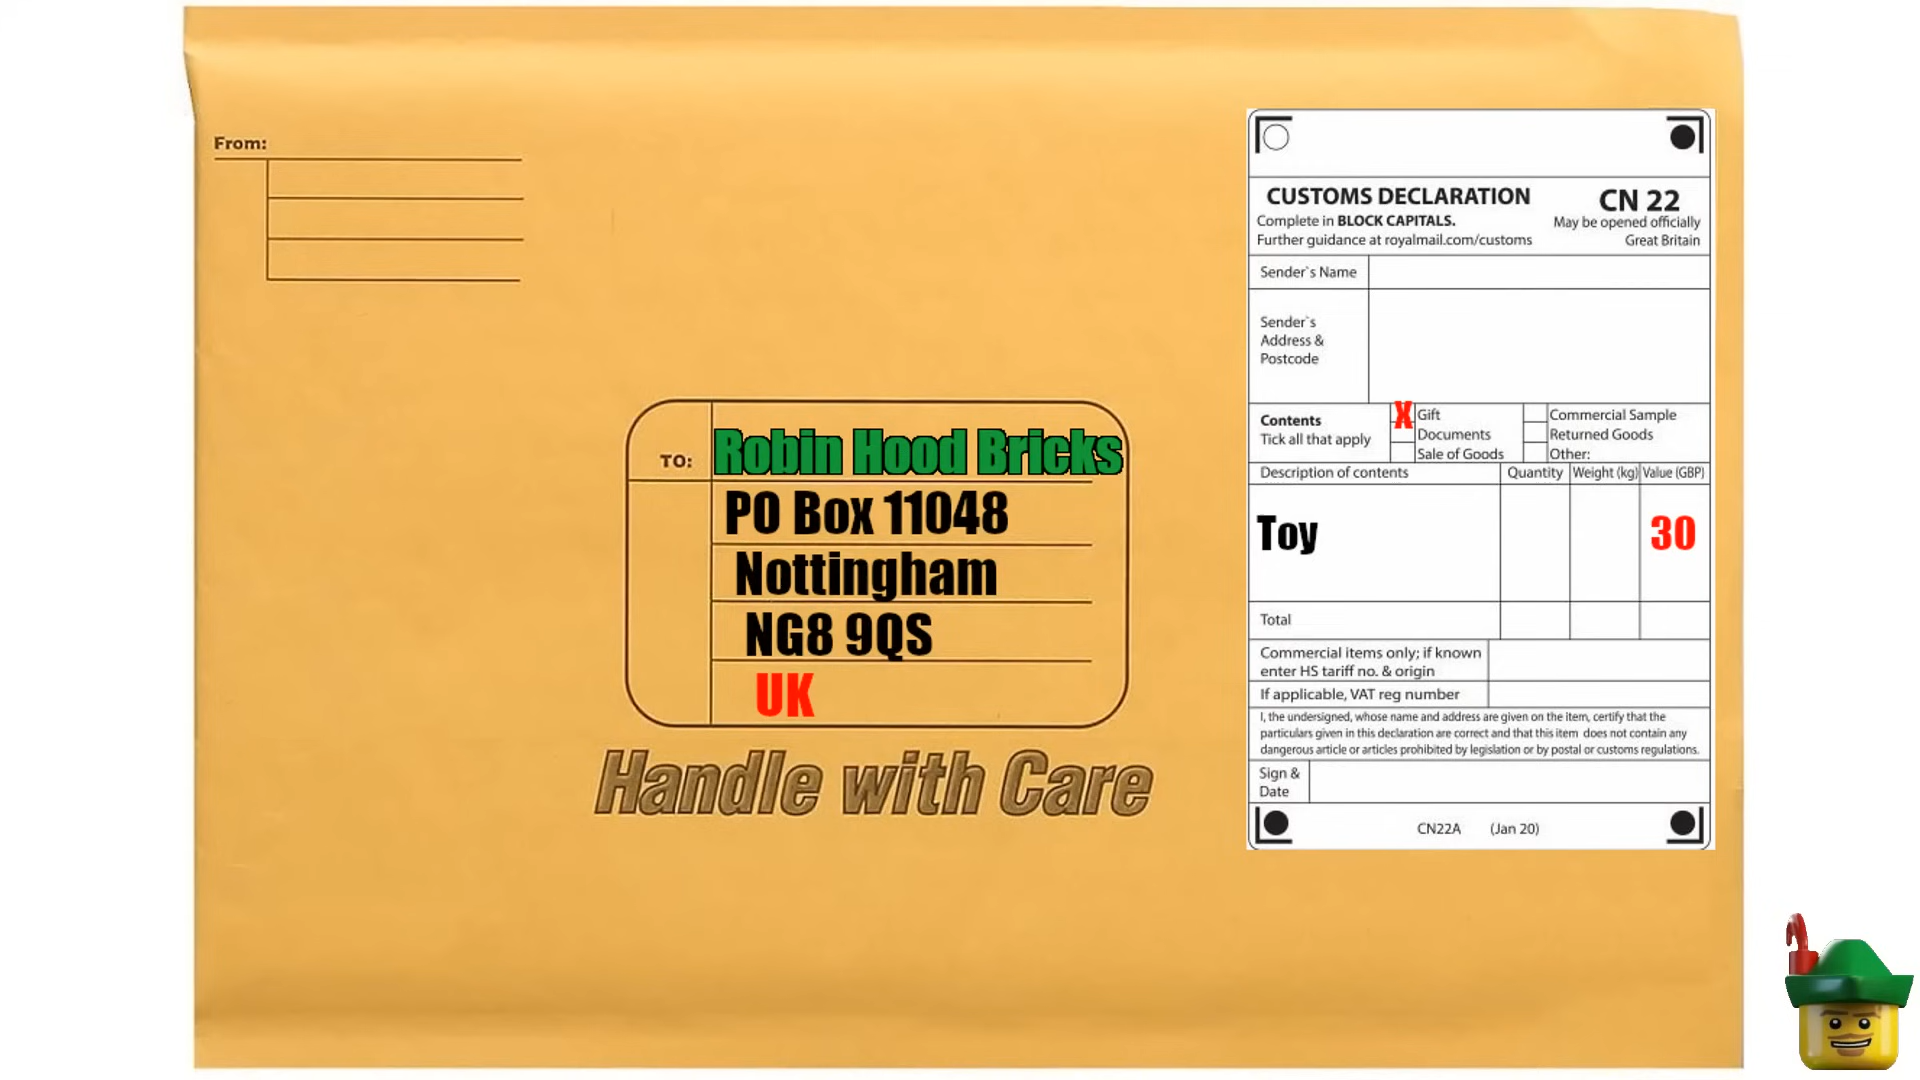 From:
TO: Robin Hood Bricks
PO Box 11048
Nottingham
NG8 9QS
UK
Handle with Care
CUSTOMS DECLARATION CN 22
Complete in BLOCK CAPITALS. May be opened officially
Further guidance at royalmail.com/customs Great Britain
Sender`s Name
Sender`s
Address &
Postcode
Contents
Tick all that apply
X Gift
Documents
Sale of Goods
Commercial Sample
Returned Goods
Other:
Description of contents Quantity Weight (kg) Value (GBP)
Toy 30
Total
Commercial items only; if known
enter HS tariff no. & origin
If applicable, VAT reg number
I, the undersigned, whose name and address are given on the item, certify that the
particulars given in this declaration are correct and that this item does not contain any
dangerous article or articles prohibited by legislation or by postal or customs regulations.
Sign &
Date
CN22A (Jan 20)